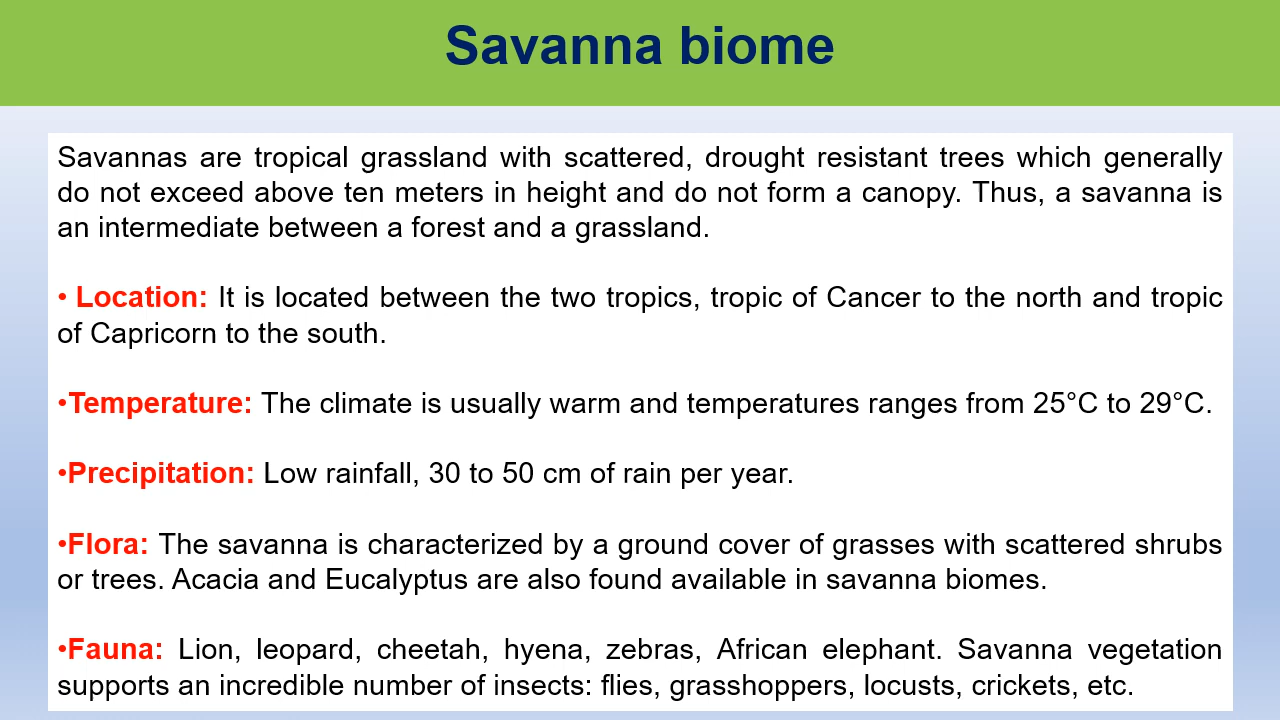 Savanna biome
Savannas are tropical grassland with scattered, drought resistant trees which generally
do not exceed above ten meters in height and do not form a canopy. Thus, a savanna is
an intermediate between a forest and a grassland.
• Location: It is located between the two tropics, tropic of Cancer to the north and tropic
of Capricorn to the south.
•Temperature: The climate is usually warm and temperatures ranges from 25°C to 29°C.
•Precipitation: Low rainfall, 30 to 50 cm of rain per year.
•Flora: The savanna is characterized by a ground cover of grasses with scattered shrubs
or trees. Acacia and Eucalyptus are also found available in savanna biomes.
•Fauna: Lion, leopard, cheetah, hyena, zebras, African elephant. Savanna vegetation
supports an incredible number of insects: flies, grasshoppers, locusts, crickets, etc.